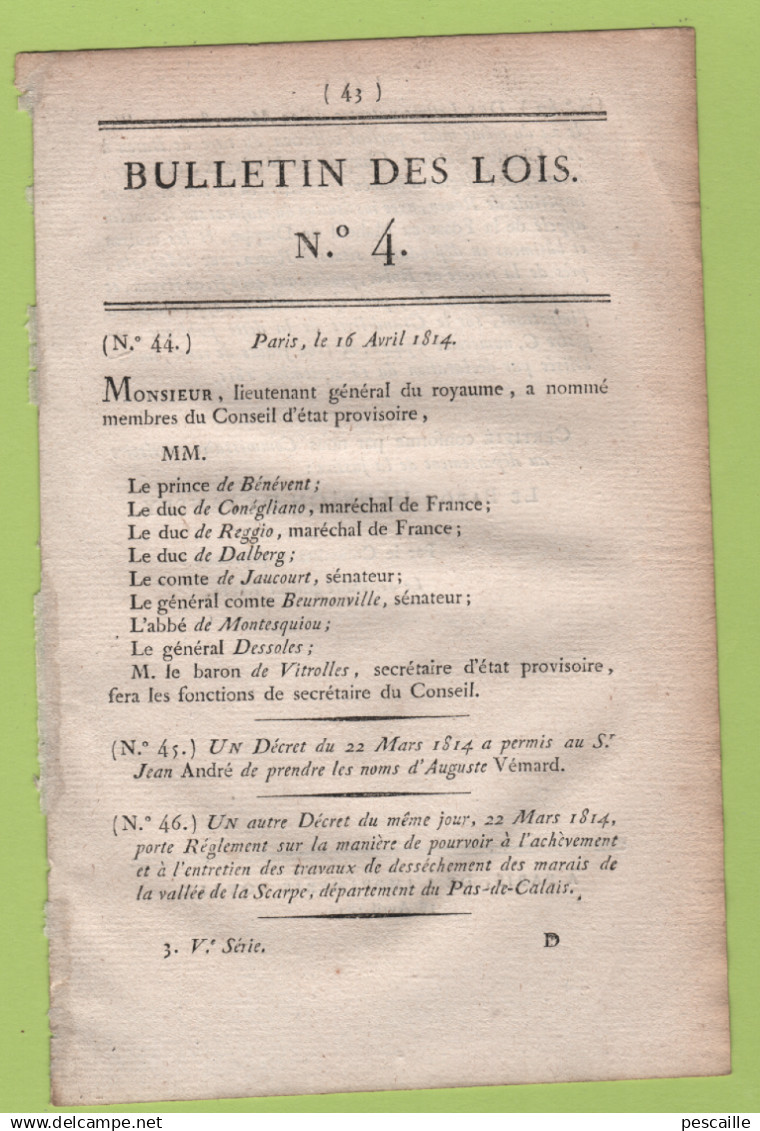 ( 43 )
BULLETIN DES LOIS.
N.º 4.
(N.º 44.) Paris, le 16 Avril 1814.
MONSIEUR, lieutenant général du royaume, a nommé
membres du Conseil d'état provisoire,
MM.
Le prince de Bénévent;
Le duc de Conégliano, maréchal de France;
Le duc de Reggio, maréchal de France;
Le duc de Dalberg;
Le comte de Jaucourt, sénateur;
Le général comte Beurnonville, sénateur;
L'abbé de Montesquiou;
Le général Dessoles;
M. le baron de Vitrolles, secrétaire d'état provisoire,
fera les fonctions de secrétaire du Conseil.
(N.º 45.) UN Décret du 22 Mars 1814 a permis au S.r
Jean André de prendre les noms d'Auguste Vémard.
(N.º 46.) UN autre Décret du même jour, 22 Mars 1814,
porte Réglement sur la manière de pourvoir à l'achèvement
et à l'entretien des travaux de desséchement des marais de
la vallée de la Scarpe, département du Pas-de-Calais.
3. V.e Série. D
pescaille